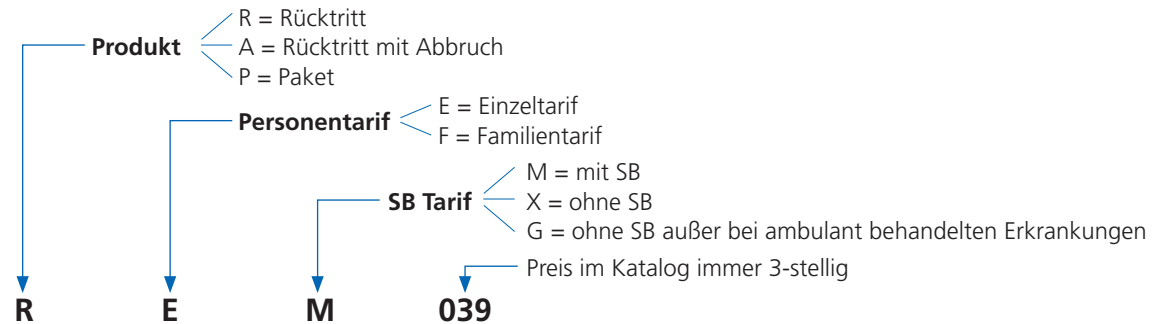 R = Rücktritt
Produkt
A = Rücktritt mit Abbruch
P = Paket
E = Einzeltarif
Personentarif
F = Familientarif
M = mit SB
SB Tarif
X = ohne SB
G = ohne SB außer bei ambulant behandelten Erkrankungen
Preis im Katalog immer 3-stellig
R E M 039